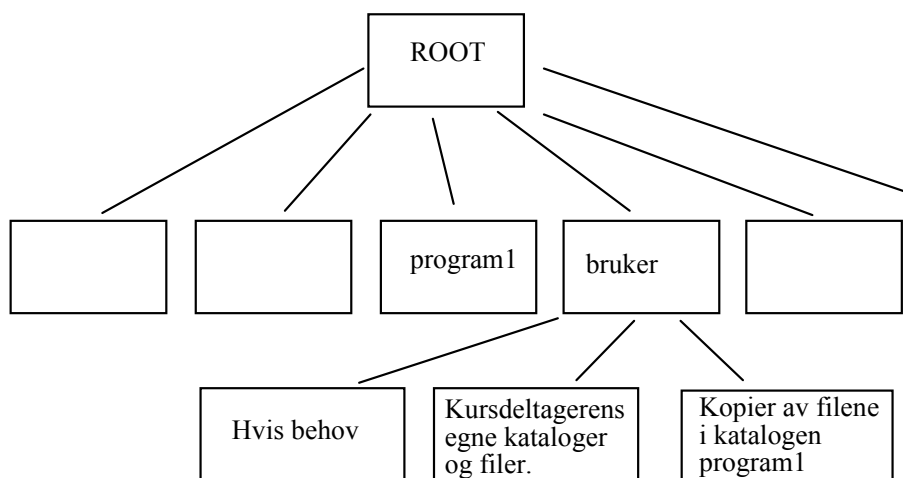 ROOT
program1
bruker
Hvis behov
Kursdeltagerens
egne kataloger
og filer.
Kopier av filene
i katalogen
program1